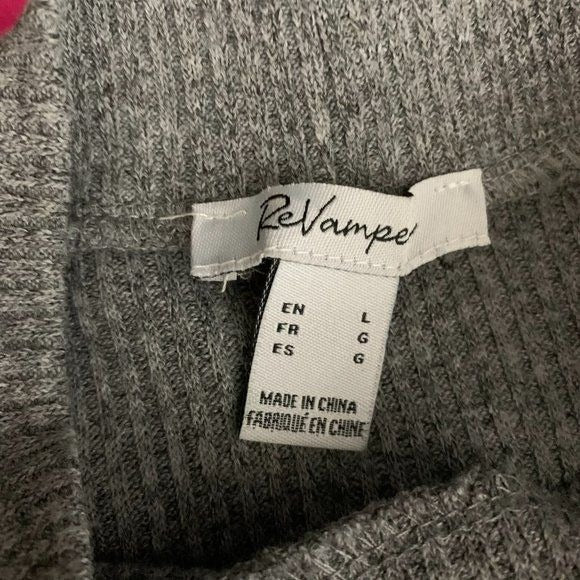 ReVampe
EN L
FR G
ES G
MADE IN CHINA
FABRIQUÉ EN CHINE